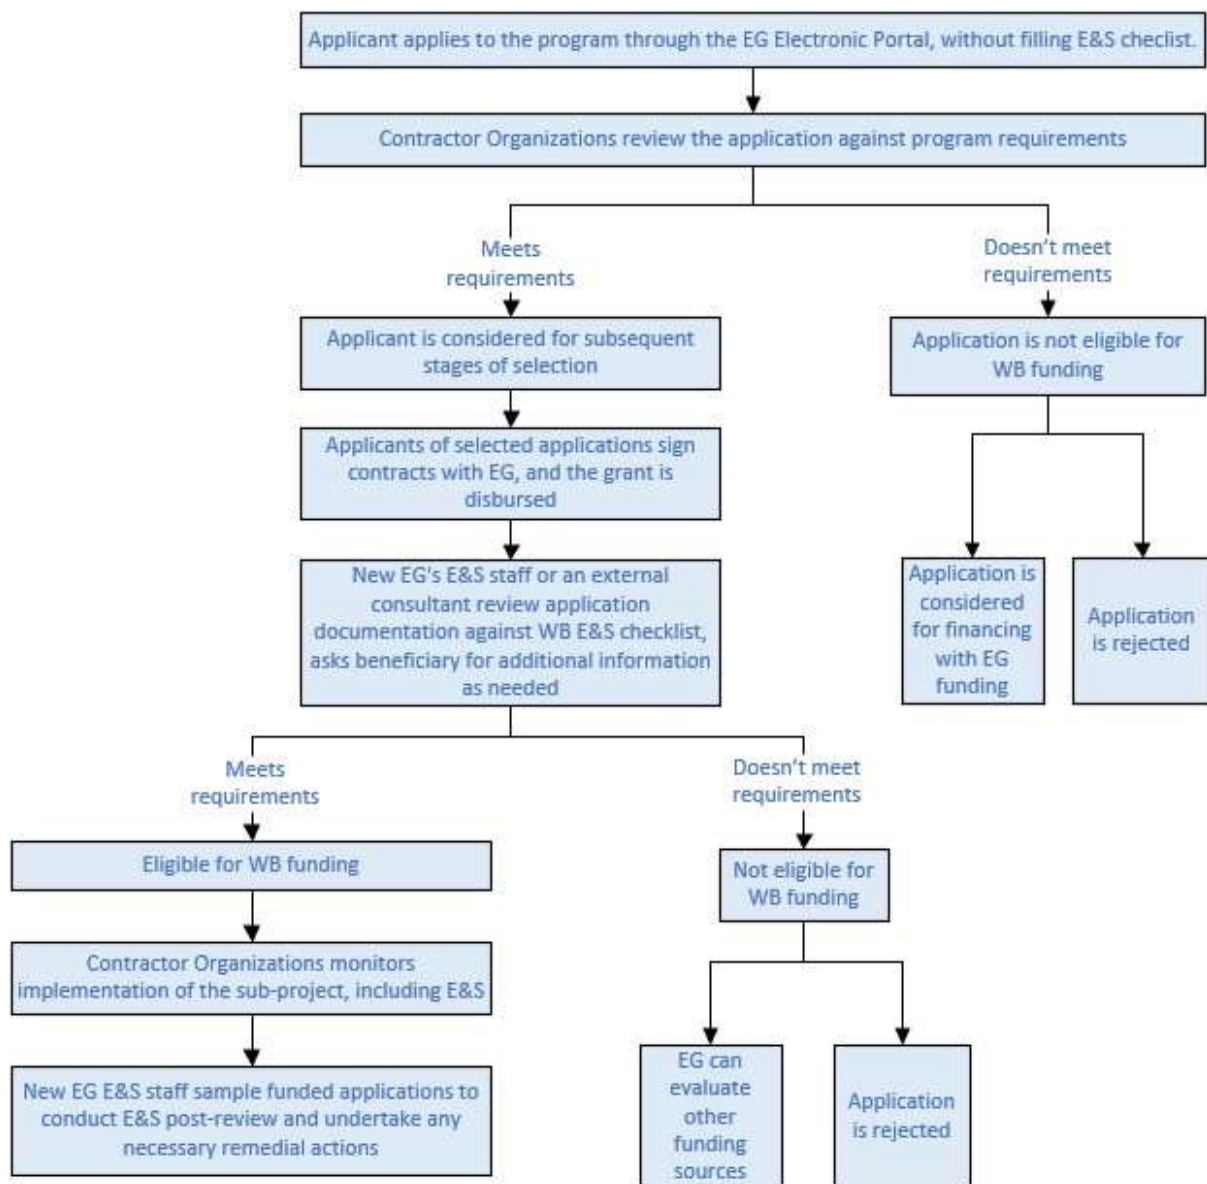 Applicant applies to the program through the EG Electronic Portal, without filling E&S checlist.
Contractor Organizations review the application against program requirements
Meets
requirements
Doesn't meet
requirements
Applicant is considered for subsequent
stages of selection
Application is not eligible for
WB funding
Applicants of selected applications sign
contracts with EG, and the grant is
disbursed
New EG's E&S staff or an external
consultant review application
documentation against WB E&S checklist,
asks beneficiary for additional information
as needed
Application is
considered
for financing
with EG
funding
Application
is rejected
Meets
requirements
Doesn't meet
requirements
Eligible for WB funding
Not eligible for
WB funding
Contractor Organizations monitors
implementation of the sub-project, including E&S
New EG E&S staff sample funded applications to
conduct E&S post-review and undertake any
necessary remedial actions
EG can
evaluate
other
funding
sources
Application
is rejected